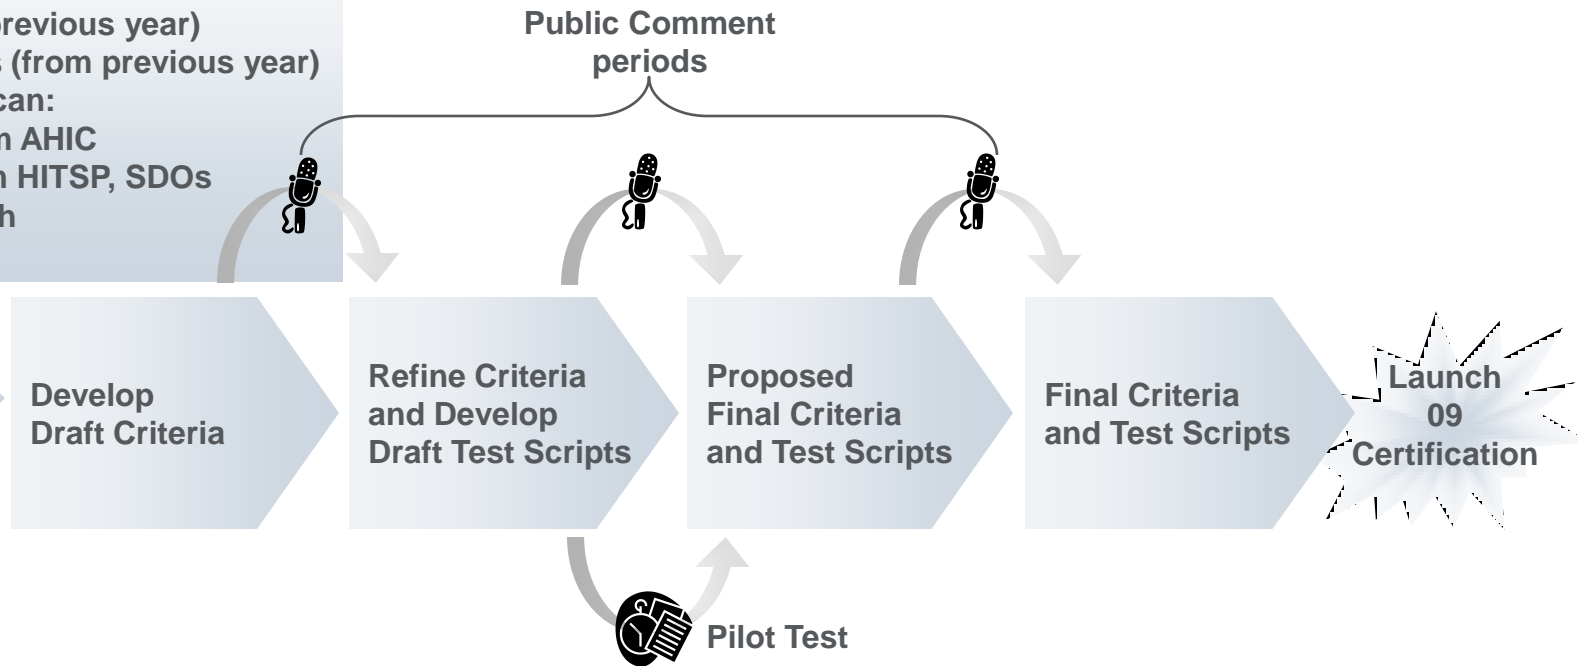 previous year)
s (from previous year)
can:
m AHIC
h HITSP, SDOs
h
Public Comment
periods
Develop
Draft Criteria
Refine Criteria
and Develop
Draft Test Scripts
Proposed
Final Criteria
and Test Scripts
Final Criteria
and Test Scripts
Launch
09
Certification
Pilot Test